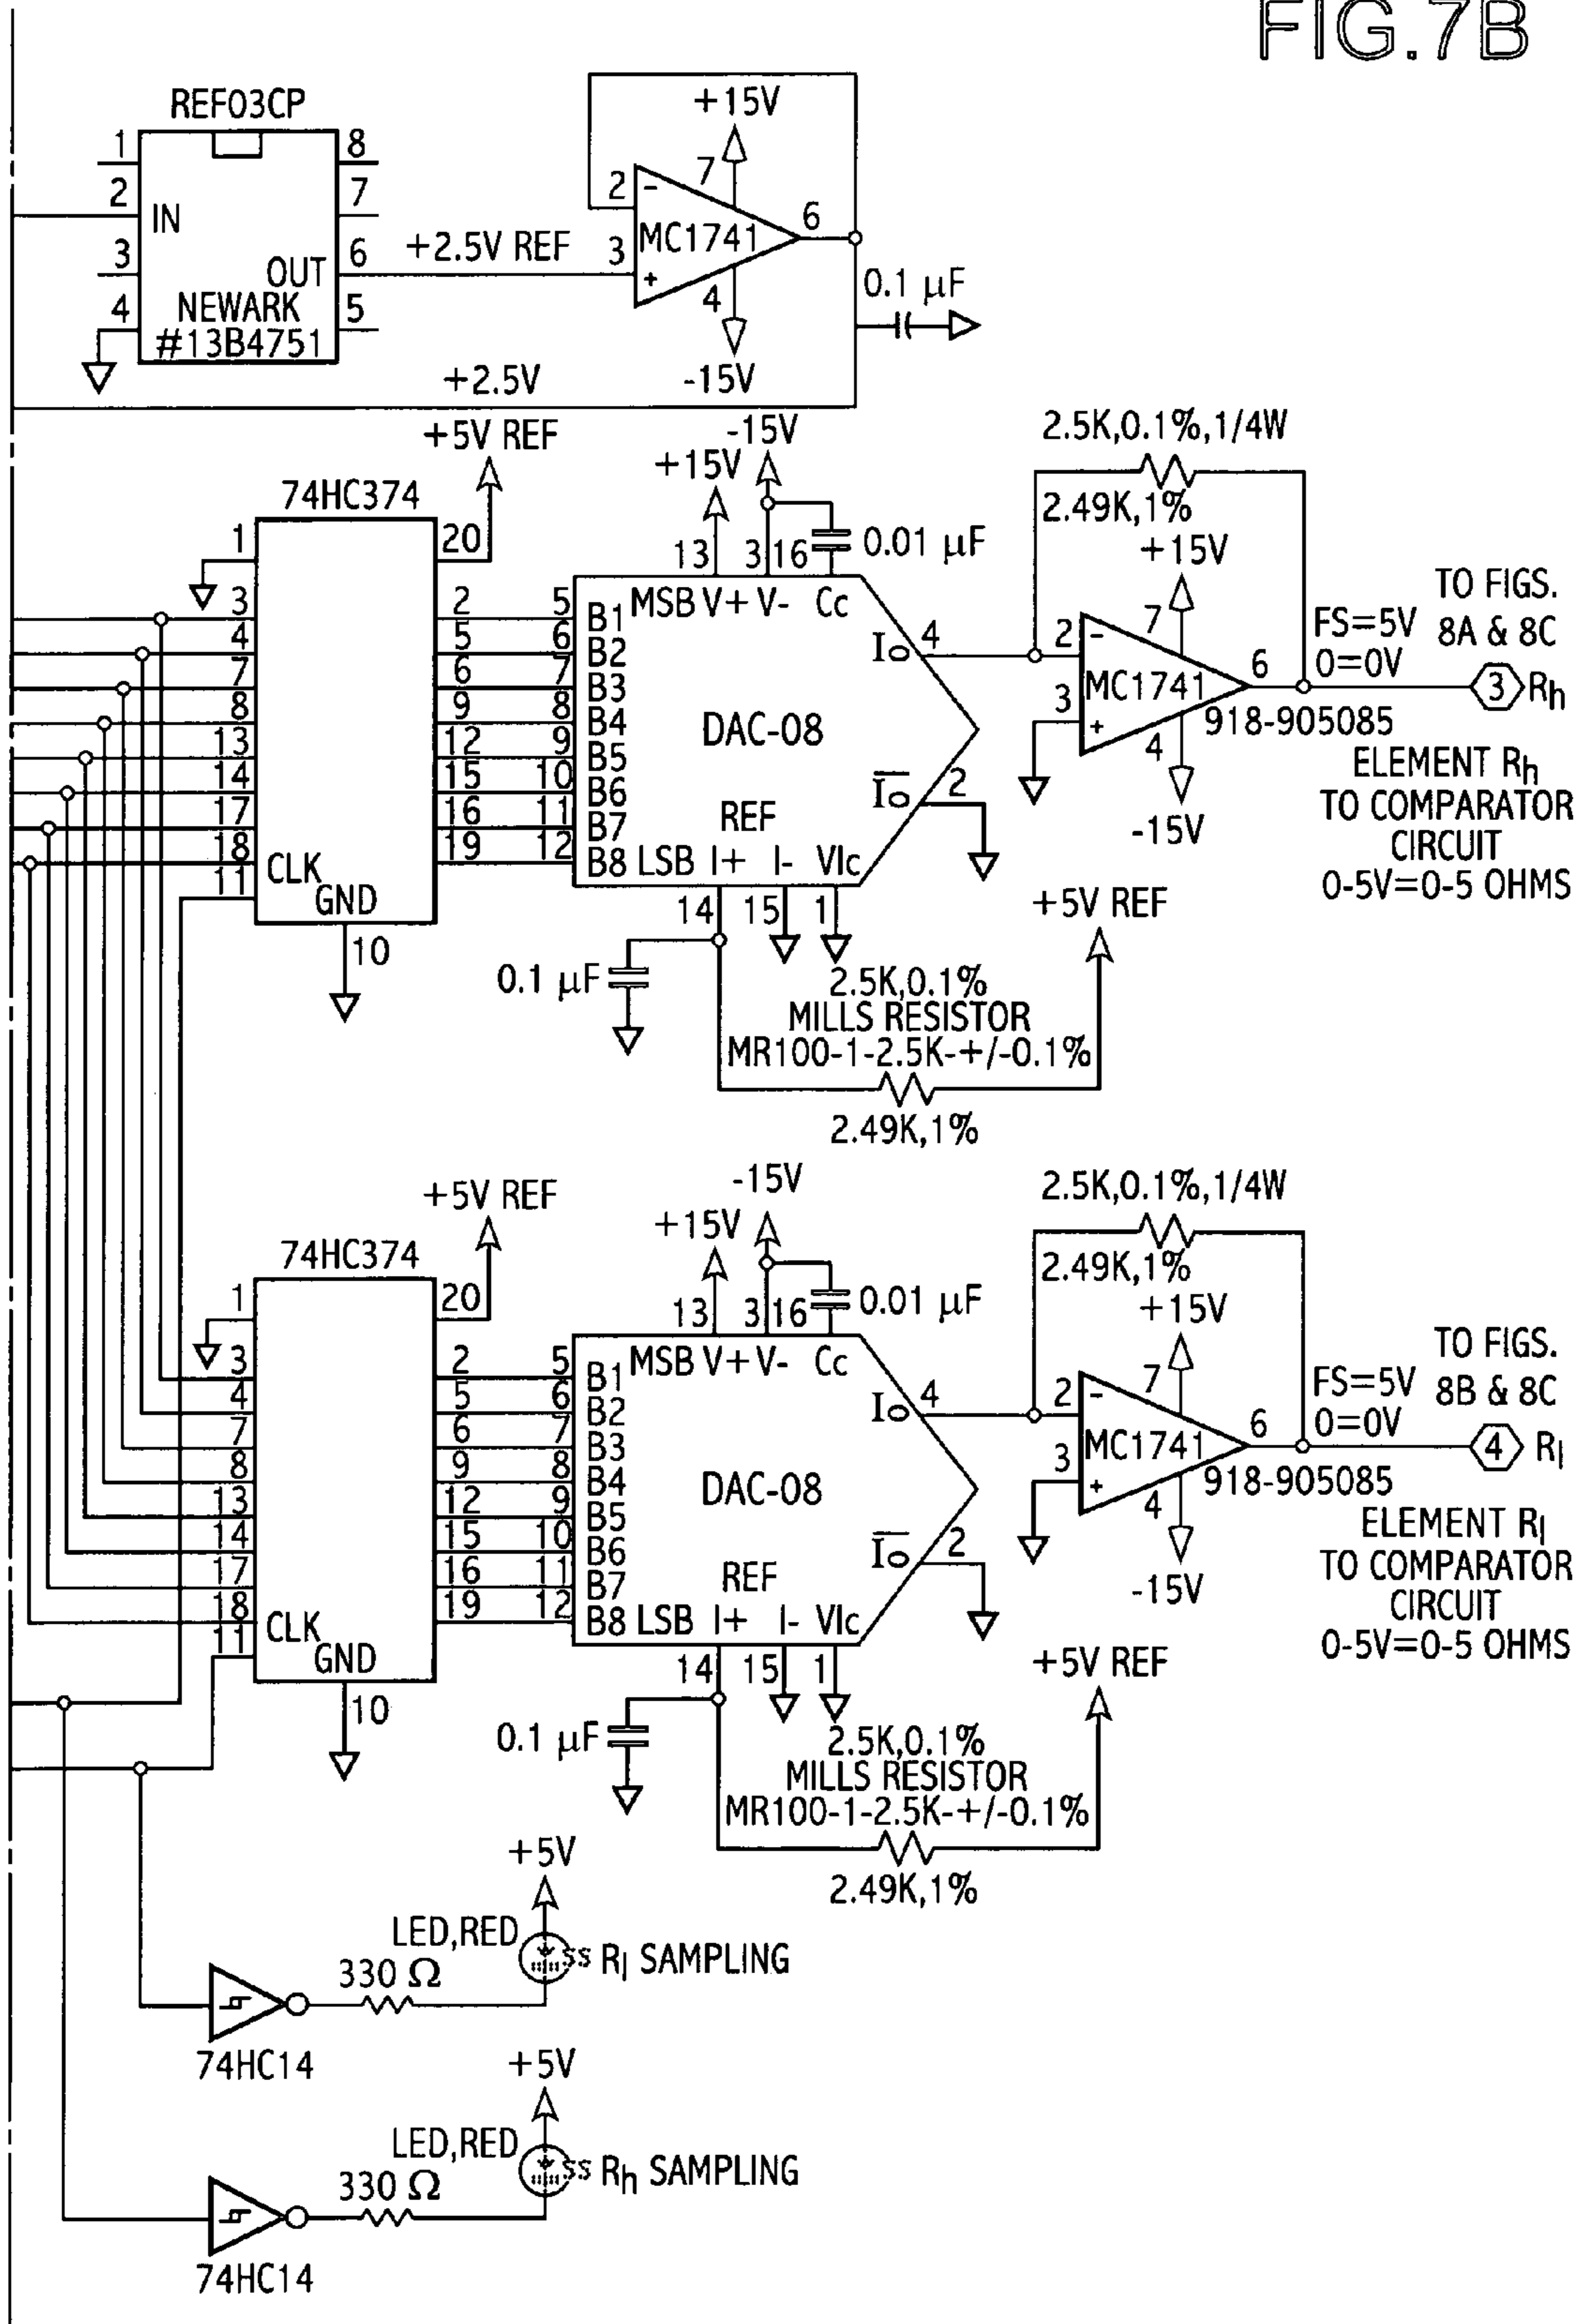 FIG.7B
REF03CP
1
8
2
7
IN
3
6
OUT
4
5
NEWARK
#13B4751
+2.5V REF
+15V
7
2
-
MC1741
6
3
+
4
-15V
0.1 µF
+2.5V
+5V REF
74HC374
1
20
3
2
4
5
7
6
8
9
13
12
14
15
17
16
18
19
11
CLK
GND
10
-15V
+15V
13
3
16
0.01 µF
MSB V+ V- Cc
5
B1
6
B2
7
B3
8
B4
9
B5
10
B6
11
B7
12
B8 LSB I+ I- Vlc
REF
DAC-08
Io
4
Io
2
14
15
1
0.1 µF
2.5K,0.1%
MILLS RESISTOR
MR100-1-2.5K-+/-0.1%
2.49K,1%
+5V REF
2.5K,0.1%,1/4W
2.49K,1%
+15V
7
2
-
MC1741
6
3
+
4
-15V
918-905085
FS=5V
0=0V
TO FIGS.
8A & 8C
3
Rh
ELEMENT Rh
TO COMPARATOR
CIRCUIT
0-5V=0-5 OHMS
+5V REF
74HC374
1
20
3
2
4
5
7
6
8
9
13
12
14
15
17
16
18
19
11
CLK
GND
10
-15V
+15V
13
3
16
0.01 µF
MSB V+ V- Cc
5
B1
6
B2
7
B3
8
B4
9
B5
10
B6
11
B7
12
B8 LSB I+ I- Vlc
REF
DAC-08
Io
4
Io
2
14
15
1
0.1 µF
2.5K,0.1%
MILLS RESISTOR
MR100-1-2.5K-+/-0.1%
2.49K,1%
+5V REF
2.5K,0.1%,1/4W
2.49K,1%
+15V
7
2
-
MC1741
6
3
+
4
-15V
918-905085
FS=5V
0=0V
TO FIGS.
8B & 8C
4
Rl
ELEMENT Rl
TO COMPARATOR
CIRCUIT
0-5V=0-5 OHMS
+5V
LED,RED
330 Ω
SS Rl SAMPLING
74HC14
+5V
LED,RED
330 Ω
SS Rh SAMPLING
74HC14